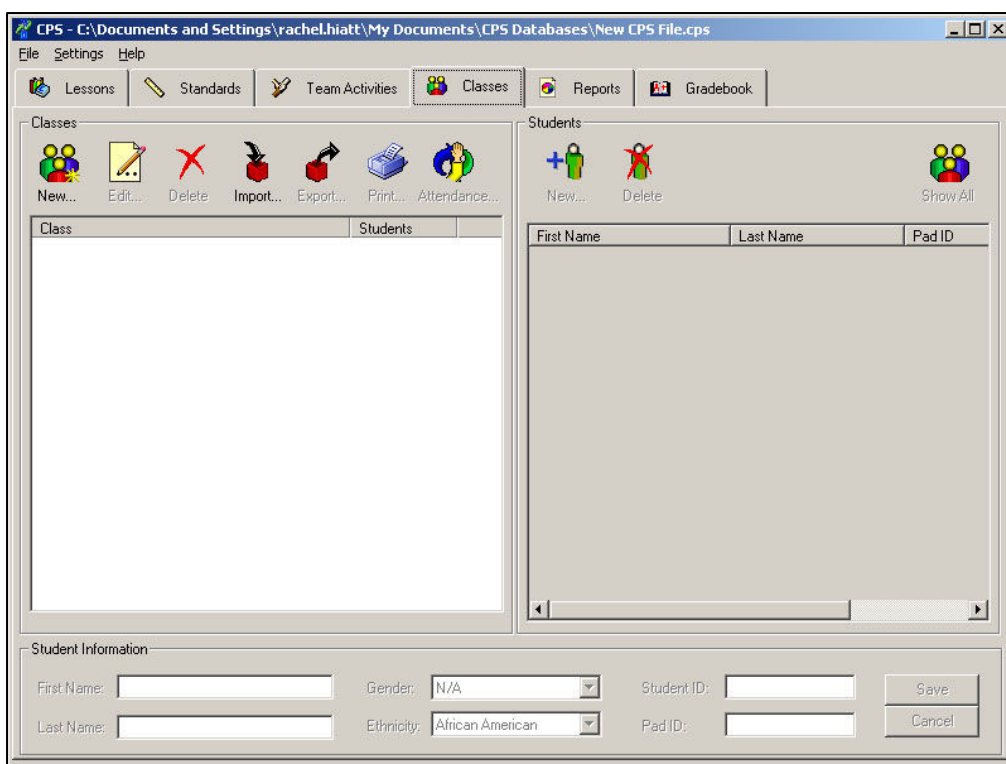 CPS - C:\Documents and Settings\rachel.hiatt\My Documents\CPS Databases\New CPS File.cps
File Settings Help
Lessons Standards Team Activities Classes Reports Gradebook
Classes
New... Edit... Delete Import... Export... Print... Attendance...
Class Students
Students
New... Delete Show All
First Name Last Name Pad ID
Student Information
First Name: Gender: N/A Student ID: Save
Last Name: Ethnicity: African American Pad ID: Cancel